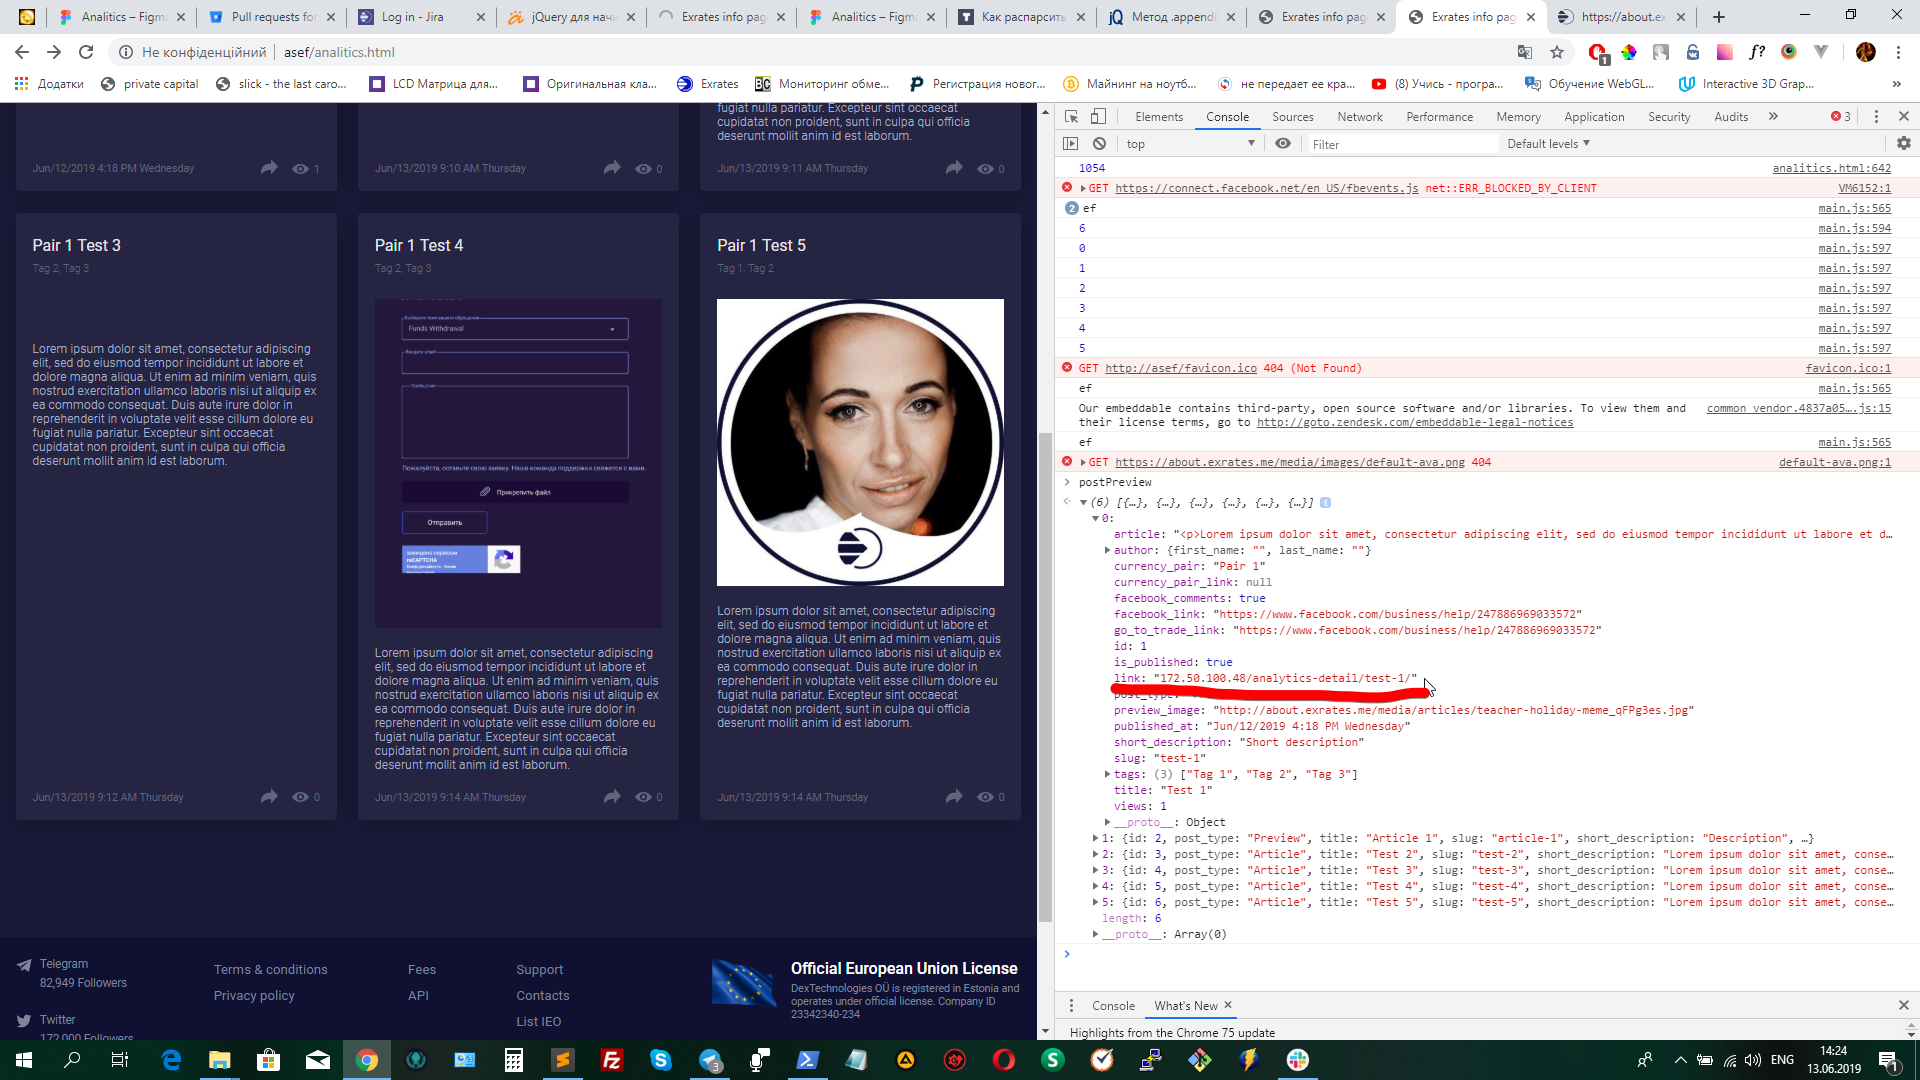 Analitics – Figma
Pull requests for
Log in - Jira
jQuery для начи
Exrates info pag
Analitics – Figma
Как распарсить
Метод .append(
Exrates info pag
Exrates info pag
https://about.ex
Не конфіденційний
asef/analitics.html
Додатки
private capital
slick - the last caro...
LCD Матрица для...
Оригинальная кла...
Exrates
Мониторинг обме...
Регистрация новог...
Майнинг на ноутб...
не передает ее кра...
(8) Учись - програ...
Обучение WebGL...
Interactive 3D Grap...
fugiat nulla pariatur. Excepteur sint occaecat
cupidatat non proident, sunt in culpa qui officia
deserunt mollit anim id est laborum.
Jun/12/2019 4:18 PM Wednesday
1
Jun/13/2019 9:10 AM Thursday
0
Jun/13/2019 9:11 AM Thursday
0
Pair 1 Test 3
Tag 2, Tag 3
Lorem ipsum dolor sit amet, consectetur adipiscing
elit, sed do eiusmod tempor incididunt ut labore et
dolore magna aliqua. Ut enim ad minim veniam, quis
nostrud exercitation ullamco laboris nisi ut aliquip ex
ea commodo consequat. Duis aute irure dolor in
reprehenderit in voluptate velit esse cillum dolore eu
fugiat nulla pariatur. Excepteur sint occaecat
cupidatat non proident, sunt in culpa qui officia
deserunt mollit anim id est laborum.
Jun/13/2019 9:12 AM Thursday
0
Pair 1 Test 4
Tag 2, Tag 3
Funds Withdrawal
Сообщение
Пожалуйста, оставьте свою заявку. Наша команда поддержки свяжется с вами.
Прикрепить файл
Отправить
reCAPTCHA
Lorem ipsum dolor sit amet, consectetur adipiscing
elit, sed do eiusmod tempor incididunt ut labore et
dolore magna aliqua. Ut enim ad minim veniam, quis
nostrud exercitation ullamco laboris nisi ut aliquip ex
ea commodo consequat. Duis aute irure dolor in
reprehenderit in voluptate velit esse cillum dolore eu
fugiat nulla pariatur. Excepteur sint occaecat
cupidatat non proident, sunt in culpa qui officia
deserunt mollit anim id est laborum.
Jun/13/2019 9:14 AM Thursday
0
Pair 1 Test 5
Tag 1, Tag 2
Lorem ipsum dolor sit amet, consectetur adipiscing
elit, sed do eiusmod tempor incididunt ut labore et
dolore magna aliqua. Ut enim ad minim veniam, quis
nostrud exercitation ullamco laboris nisi ut aliquip ex
ea commodo consequat. Duis aute irure dolor in
reprehenderit in voluptate velit esse cillum dolore eu
fugiat nulla pariatur. Excepteur sint occaecat
cupidatat non proident, sunt in culpa qui officia
deserunt mollit anim id est laborum.
Jun/13/2019 9:14 AM Thursday
0
Telegram
82,949 Followers
Twitter
172,000 Followers
Terms & conditions
Privacy policy
Fees
API
Support
Contacts
List IEO
Official European Union License
DexTechnologies OÜ is registered in Estonia and
operates under official license. Company ID
23342340-234
Elements
Console
Sources
Network
Performance
Memory
Application
Security
Audits
3
top
Filter
Default levels
1054 analitics.html:642
GET https://connect.facebook.net/en_US/fbevents.js net::ERR_BLOCKED_BY_CLIENT VM6152:1
2 ef main.js:565
6 main.js:594
0 main.js:597
1 main.js:597
2 main.js:597
3 main.js:597
4 main.js:597
5 main.js:597
GET http://asef/favicon.ico 404 (Not Found) favicon.ico:1
ef main.js:565
Our embeddable contains third-party, open source software and/or libraries. To view them and common_vendor.4837a05….js:15
their license terms, go to http://goto.zendesk.com/embeddable-legal-notices
ef main.js:565
GET https://about.exrates.me/media/images/default-ava.png 404 default-ava.png:1
postPreview
(6) [{…}, {…}, {…}, {…}, {…}, {…}]
0:
article: "<p>Lorem ipsum dolor sit amet, consectetur adipiscing elit, sed do eiusmod tempor incididunt ut labore et d…
author: {first_name: "", last_name: ""}
currency_pair: "Pair 1"
currency_pair_link: null
facebook_comments: true
facebook_link: "https://www.facebook.com/business/help/247886969033572"
go_to_trade_link: "https://www.facebook.com/business/help/247886969033572"
id: 1
is_published: true
link: "172.50.100.48/analytics-detail/test-1/"
post_type:
preview_image: "http://about.exrates.me/media/articles/teacher-holiday-meme_qFPg3es.jpg"
published_at: "Jun/12/2019 4:18 PM Wednesday"
short_description: "Short description"
slug: "test-1"
tags: (3) ["Tag 1", "Tag 2", "Tag 3"]
title: "Test 1"
views: 1
__proto__: Object
1: {id: 2, post_type: "Preview", title: "Article 1", slug: "article-1", short_description: "Description", …}
2: {id: 3, post_type: "Article", title: "Test 2", slug: "test-2", short_description: "Lorem ipsum dolor sit amet, conse…
3: {id: 4, post_type: "Article", title: "Test 3", slug: "test-3", short_description: "Lorem ipsum dolor sit amet, conse…
4: {id: 5, post_type: "Article", title: "Test 4", slug: "test-4", short_description: "Lorem ipsum dolor sit amet, conse…
5: {id: 6, post_type: "Article", title: "Test 5", slug: "test-5", short_description: "Lorem ipsum dolor sit amet, conse…
length: 6
__proto__: Array(0)
Console
What's New
Highlights from the Chrome 75 update
ENG
14:24
13.06.2019